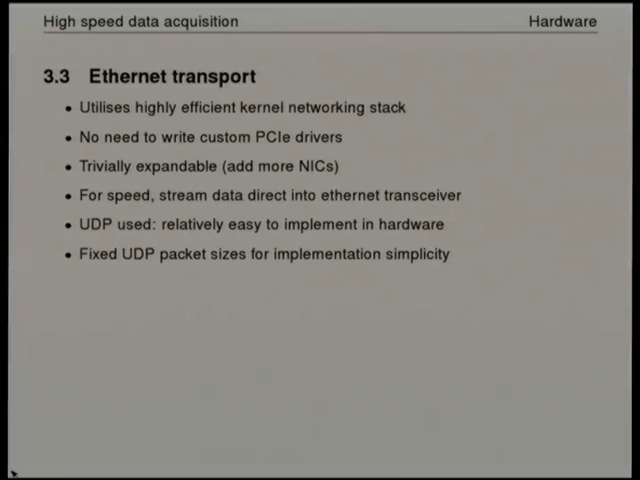 High speed data acquisition Hardware
3.3 Ethernet transport
• Utilises highly efficient kernel networking stack
• No need to write custom PCIe drivers
• Trivially expandable (add more NICs)
• For speed, stream data direct into ethernet transceiver
• UDP used: relatively easy to implement in hardware
• Fixed UDP packet sizes for implementation simplicity